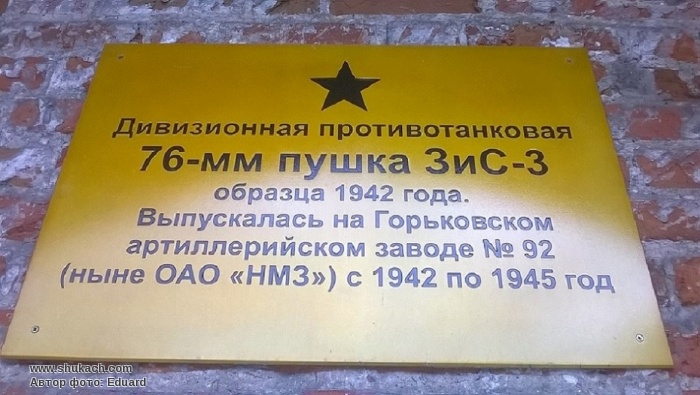 Дивизионная противотанковая
76-мм пушка ЗиС-3
образца 1942 года.
Выпускалась на Горьковском
артиллерийском заводе № 92
(ныне ОАО «НМЗ») с 1942 по 1945 год
www.shukach.com
Автор фото: Eduard